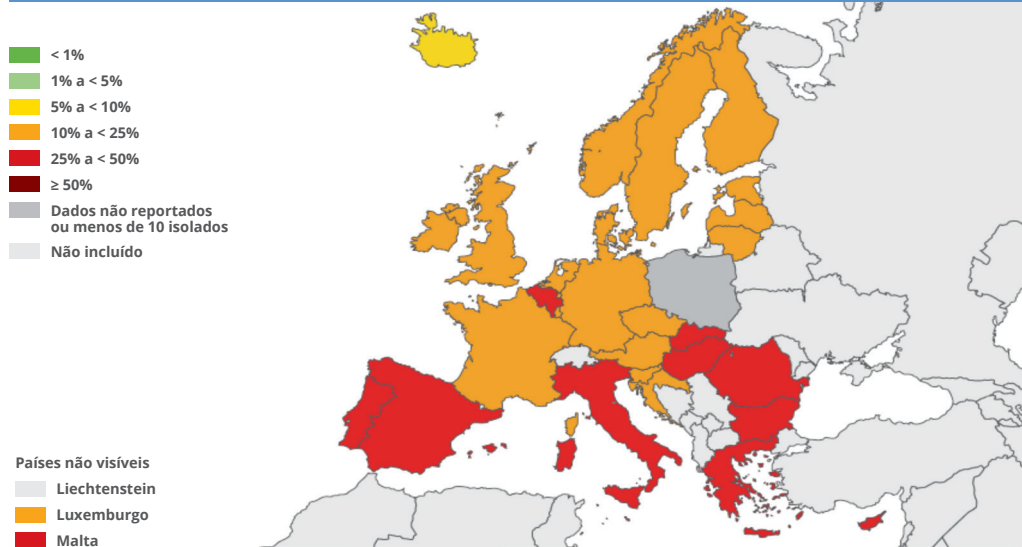 < 1%
1% a < 5%
5% a < 10%
10% a < 25%
25% a < 50%
≥ 50%
Dados não reportados
ou menos de 10 isolados
Não incluído
Países não visíveis
Liechtenstein
Luxemburgo
Malta